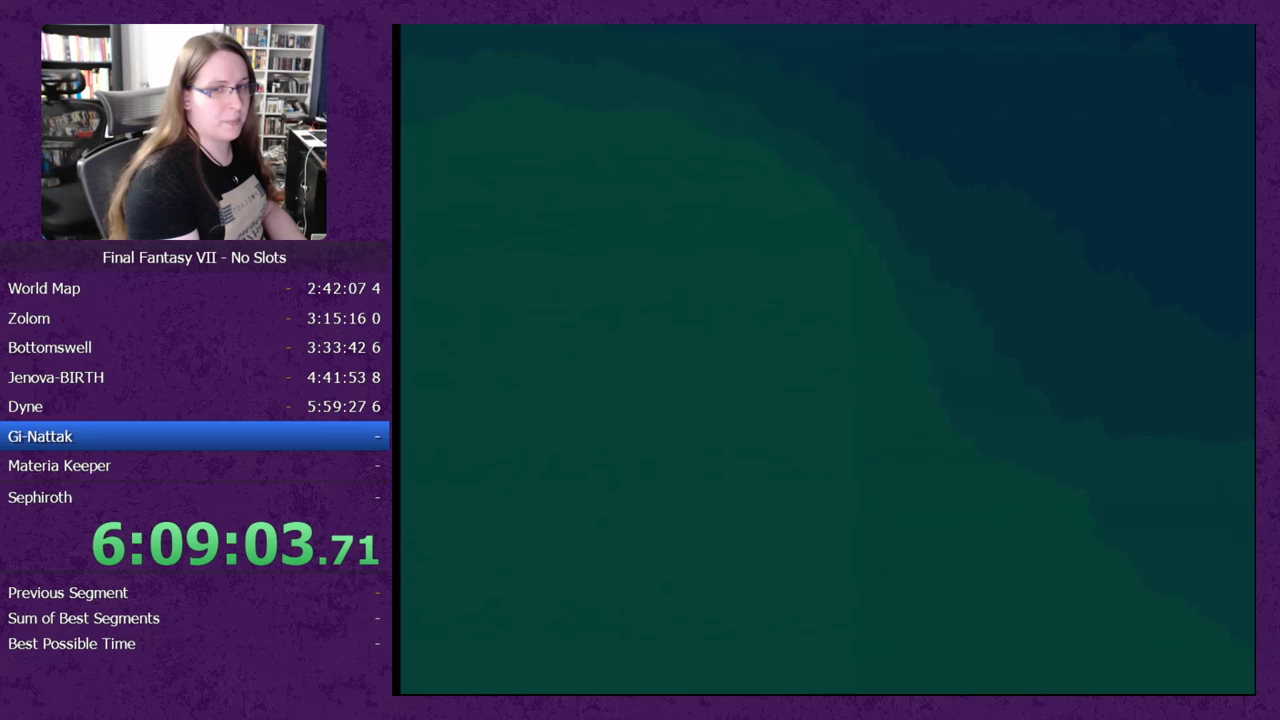 Final Fantasy VII - No Slots
World Map - 2:42:07 4
Zolom - 3:15:16 0
Bottomswell - 3:33:42 6
Jenova-BIRTH - 4:41:53 8
Dyne - 5:59:27 6
Gi-Nattak -
Materia Keeper -
Sephiroth -
6:09:03.71
Previous Segment -
Sum of Best Segments -
Best Possible Time -